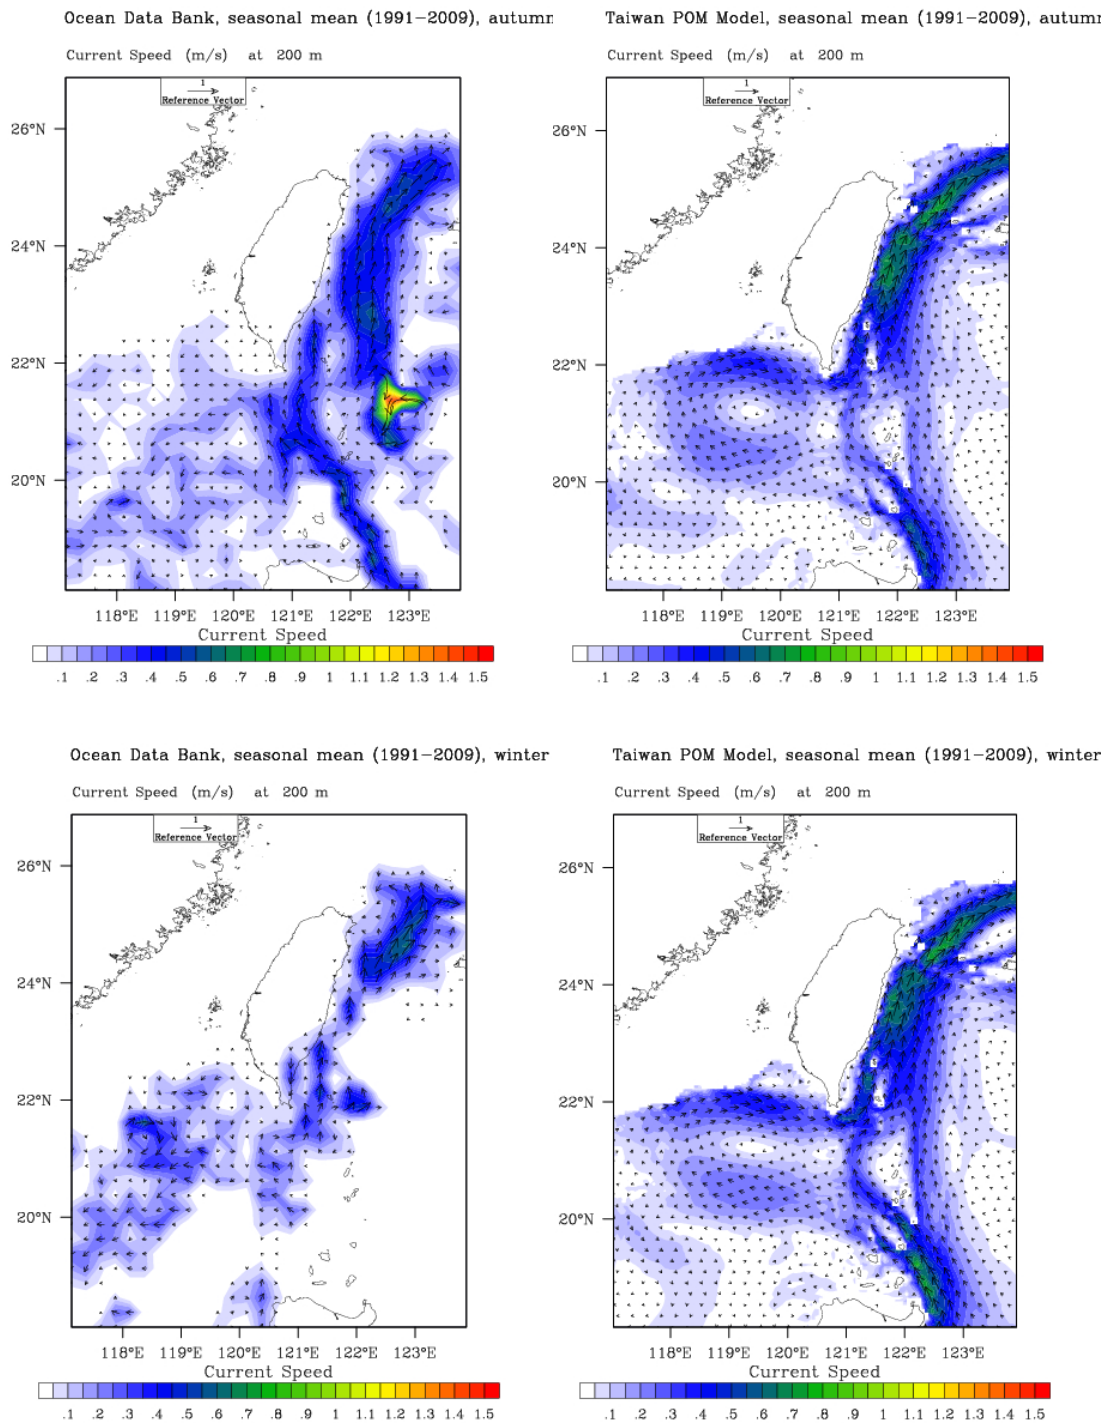 Ocean Data Bank, seasonal mean (1991-2009), autumn
Current Speed (m/s) at 200 m
1
Reference Vector
26°N
24°N
22°N
20°N
118°E 119°E 120°E 121°E 122°E 123°E
Current Speed
.1 .2 .3 .4 .5 .6 .7 .8 .9 1 1.1 1.2 1.3 1.4 1.5
Taiwan POM Model, seasonal mean (1991-2009), autum
Current Speed (m/s) at 200 m
1
Reference Vector
26°N
24°N
22°N
20°N
118°E 119°E 120°E 121°E 122°E 123°E
Current Speed
.1 .2 .3 .4 .5 .6 .7 .8 .9 1 1.1 1.2 1.3 1.4 1.5
Ocean Data Bank, seasonal mean (1991-2009), winter
Current Speed (m/s) at 200 m
1
Reference Vector
26°N
24°N
22°N
20°N
118°E 119°E 120°E 121°E 122°E 123°E
Current Speed
.1 .2 .3 .4 .5 .6 .7 .8 .9 1 1.1 1.2 1.3 1.4 1.5
Taiwan POM Model, seasonal mean (1991-2009), winter
Current Speed (m/s) at 200 m
1
Reference Vector
26°N
24°N
22°N
20°N
118°E 119°E 120°E 121°E 122°E 123°E
Current Speed
.1 .2 .3 .4 .5 .6 .7 .8 .9 1 1.1 1.2 1.3 1.4 1.5